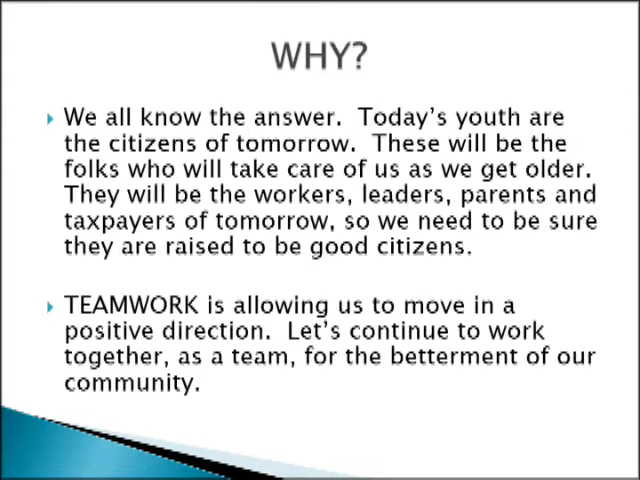 WHY?
We all know the answer.  Today's youth are
the citizens of tomorrow.  These will be the
folks who will take care of us as we get older.
They will be the workers, leaders, parents and
taxpayers of tomorrow, so we need to be sure
they are raised to be good citizens.
TEAMWORK is allowing us to move in a
positive direction.  Let's continue to work
together, as a team, for the betterment of our
community.